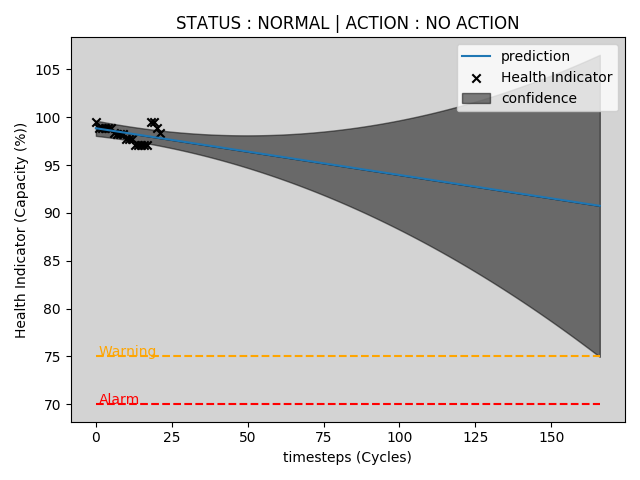 STATUS : NORMAL | ACTION : NO ACTION
prediction
Health Indicator
confidence
Health Indicator (Capacity (%))
105
100
95
90
85
80
75
70
Warning
Alarm
0 25 50 75 100 125 150
timesteps (Cycles)